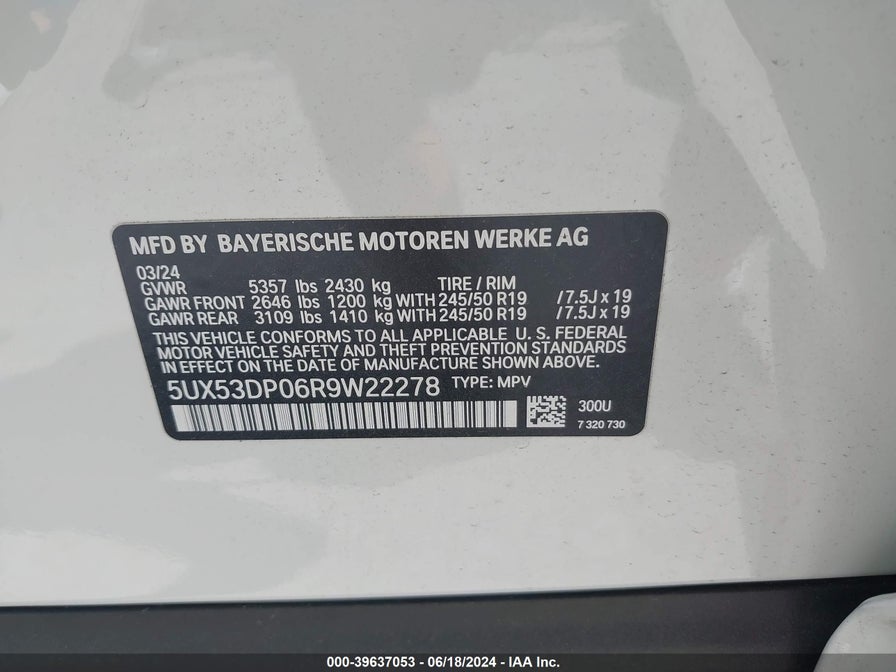 MFD BY BAYERISCHE MOTOREN WERKE AG
03/24
GVWR 5357 lbs 2430 kg TIRE / RIM
GAWR FRONT 2646 lbs 1200 kg WITH 245/50 R19 / 7.5J x 19
GAWR REAR 3109 lbs 1410 kg WITH 245/50 R19 / 7.5J x 19
THIS VEHICLE CONFORMS TO ALL APPLICABLE U. S. FEDERAL
MOTOR VEHICLE SAFETY AND THEFT PREVENTION STANDARDS
IN EFFECT ON THE DATE OF MANUFACTURE SHOWN ABOVE.
5UX53DP06R9W22278 TYPE: MPV
300U
7 320 730
000-39637053 - 06/18/2024 - IAA Inc.